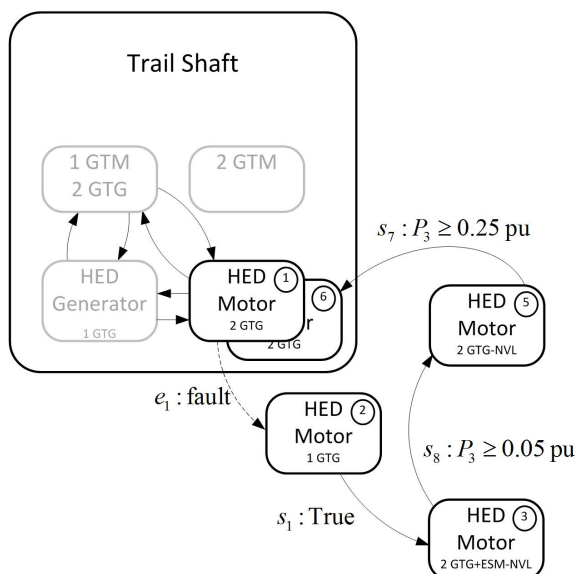 Trail Shaft
1 GTM
2 GTG
2 GTM
s₇ : P₃ ≥ 0.25 pu
HED
Generator
1 GTG
HED 1
Motor
2 GTG
6
r
2 GTG
HED 5
Motor
2 GTG-NVL
e₁ : fault
HED 2
Motor
1 GTG
s₈ : P₃ ≥ 0.05 pu
s₁ : True
HED 3
Motor
2 GTG+ESM-NVL